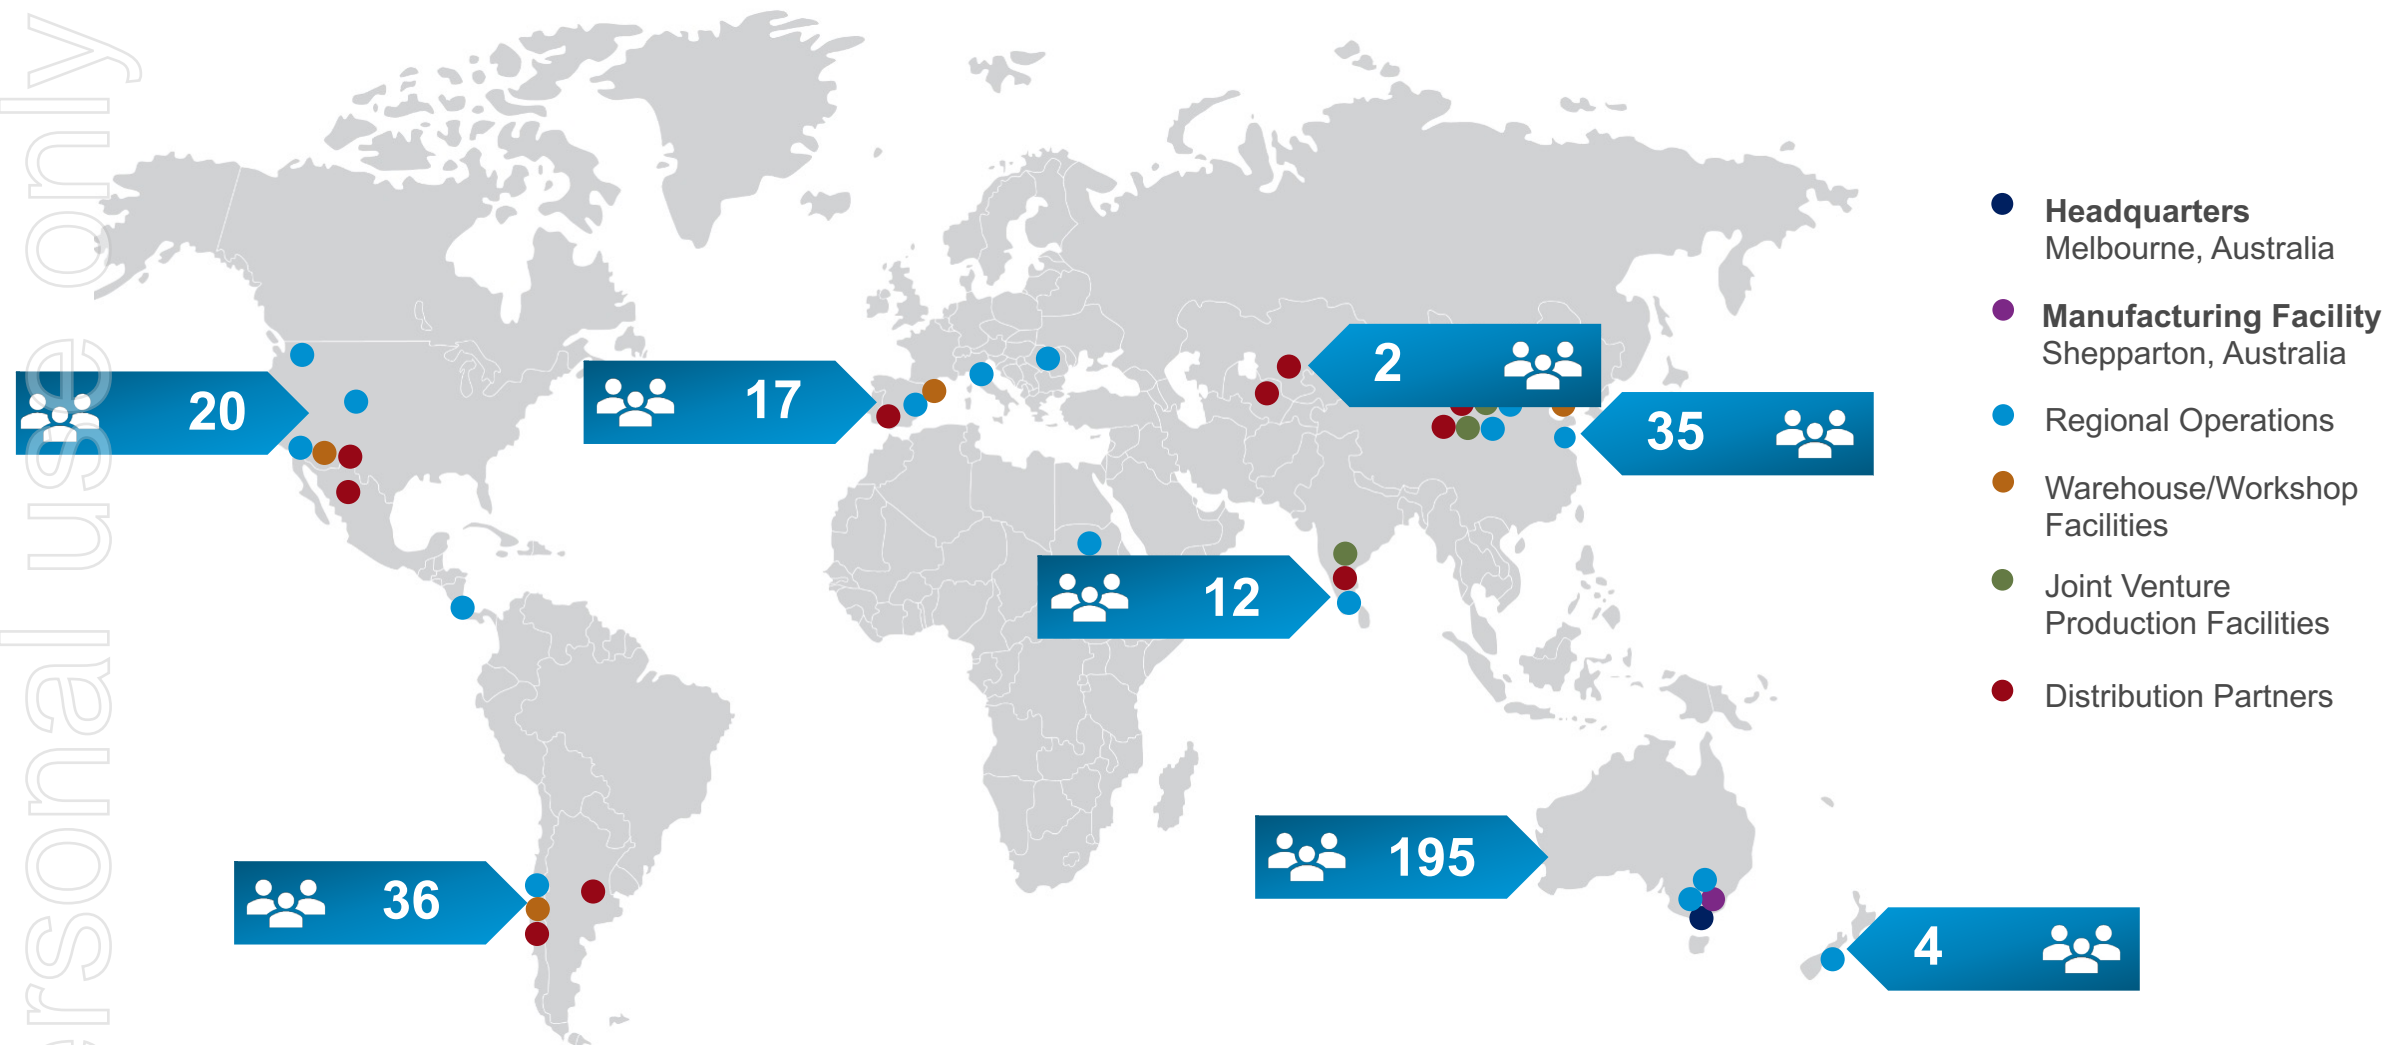 ersonal use only
20
17
2
35
12
36
195
4
Headquarters
Melbourne, Australia
Manufacturing Facility
Shepparton, Australia
Regional Operations
Warehouse/Workshop
Facilities
Joint Venture
Production Facilities
Distribution Partners